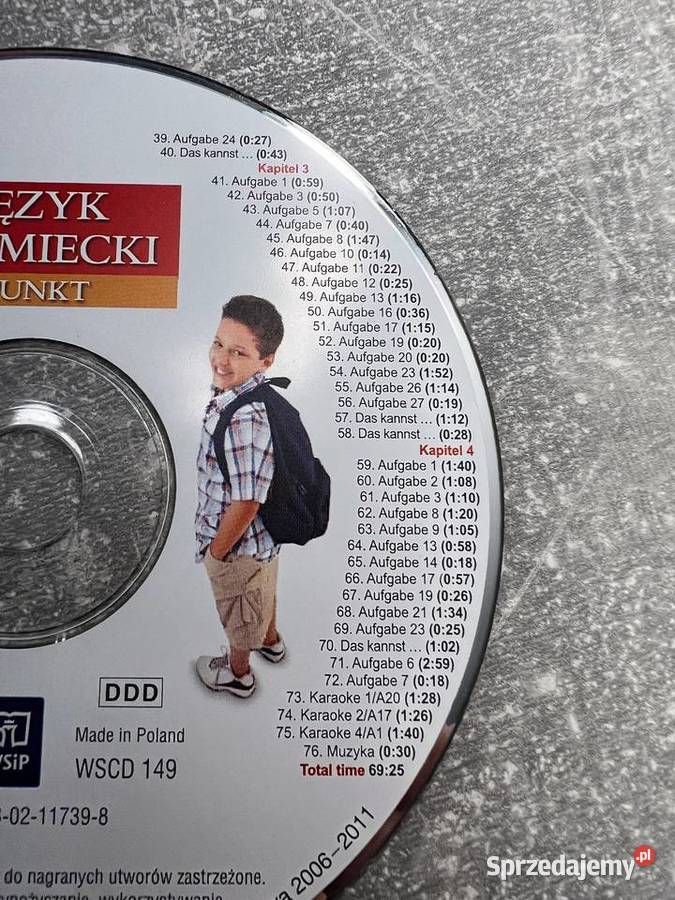 39. Aufgabe 24 (0:27)
40. Das kannst ... (0:43)
Kapitel 3
41. Aufgabe 1 (0:59)
42. Aufgabe 3 (0:50)
43. Aufgabe 5 (1:07)
44. Aufgabe 7 (0:40)
45. Aufgabe 8 (1:47)
46. Aufgabe 10 (0:14)
47. Aufgabe 11 (0:22)
48. Aufgabe 12 (0:25)
49. Aufgabe 13 (1:16)
50. Aufgabe 16 (0:36)
51. Aufgabe 17 (1:15)
52. Aufgabe 19 (0:20)
53. Aufgabe 20 (0:20)
54. Aufgabe 23 (1:52)
55. Aufgabe 26 (1:14)
56. Aufgabe 27 (0:19)
57. Das kannst ... (1:12)
58. Das kannst ... (0:28)
Kapitel 4
59. Aufgabe 1 (1:40)
60. Aufgabe 2 (1:08)
61. Aufgabe 3 (1:10)
62. Aufgabe 8 (1:20)
63. Aufgabe 9 (1:05)
64. Aufgabe 13 (0:58)
65. Aufgabe 14 (0:18)
66. Aufgabe 17 (0:57)
67. Aufgabe 19 (0:26)
68. Aufgabe 21 (1:34)
69. Aufgabe 23 (0:25)
70. Das kannst ... (1:02)
71. Aufgabe 6 (2:59)
72. Aufgabe 7 (0:18)
73. Karaoke 1/A20 (1:28)
74. Karaoke 2/A17 (1:26)
75. Karaoke 4/A1 (1:40)
76. Muzyka (0:30)
Total time 69:25
ĘZYK
MIECKI
UNKT
DDD
Made in Poland
WSCD 149
WSiP
-02-11739-8
do nagranych utworów zastrzeżone.
wykorzystywanie
2006–2011
Sprzedajemy.pl